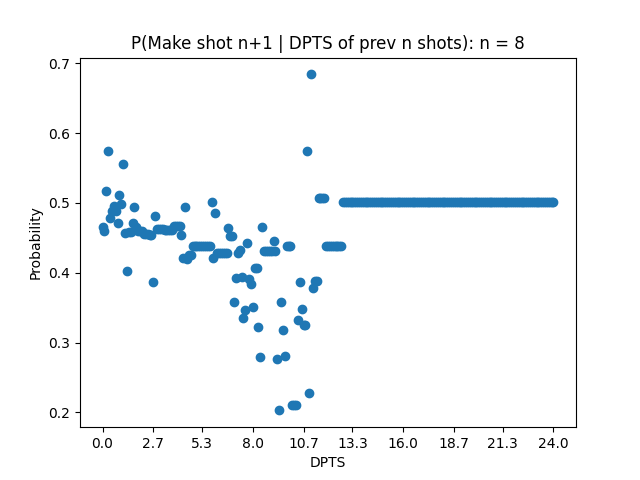 P(Make shot n+1 | DPTS of prev n shots): n = 8
Probability
0.7
0.6
0.5
0.4
0.3
0.2
0.0 2.7 5.3 8.0 10.7 13.3 16.0 18.7 21.3 24.0
DPTS